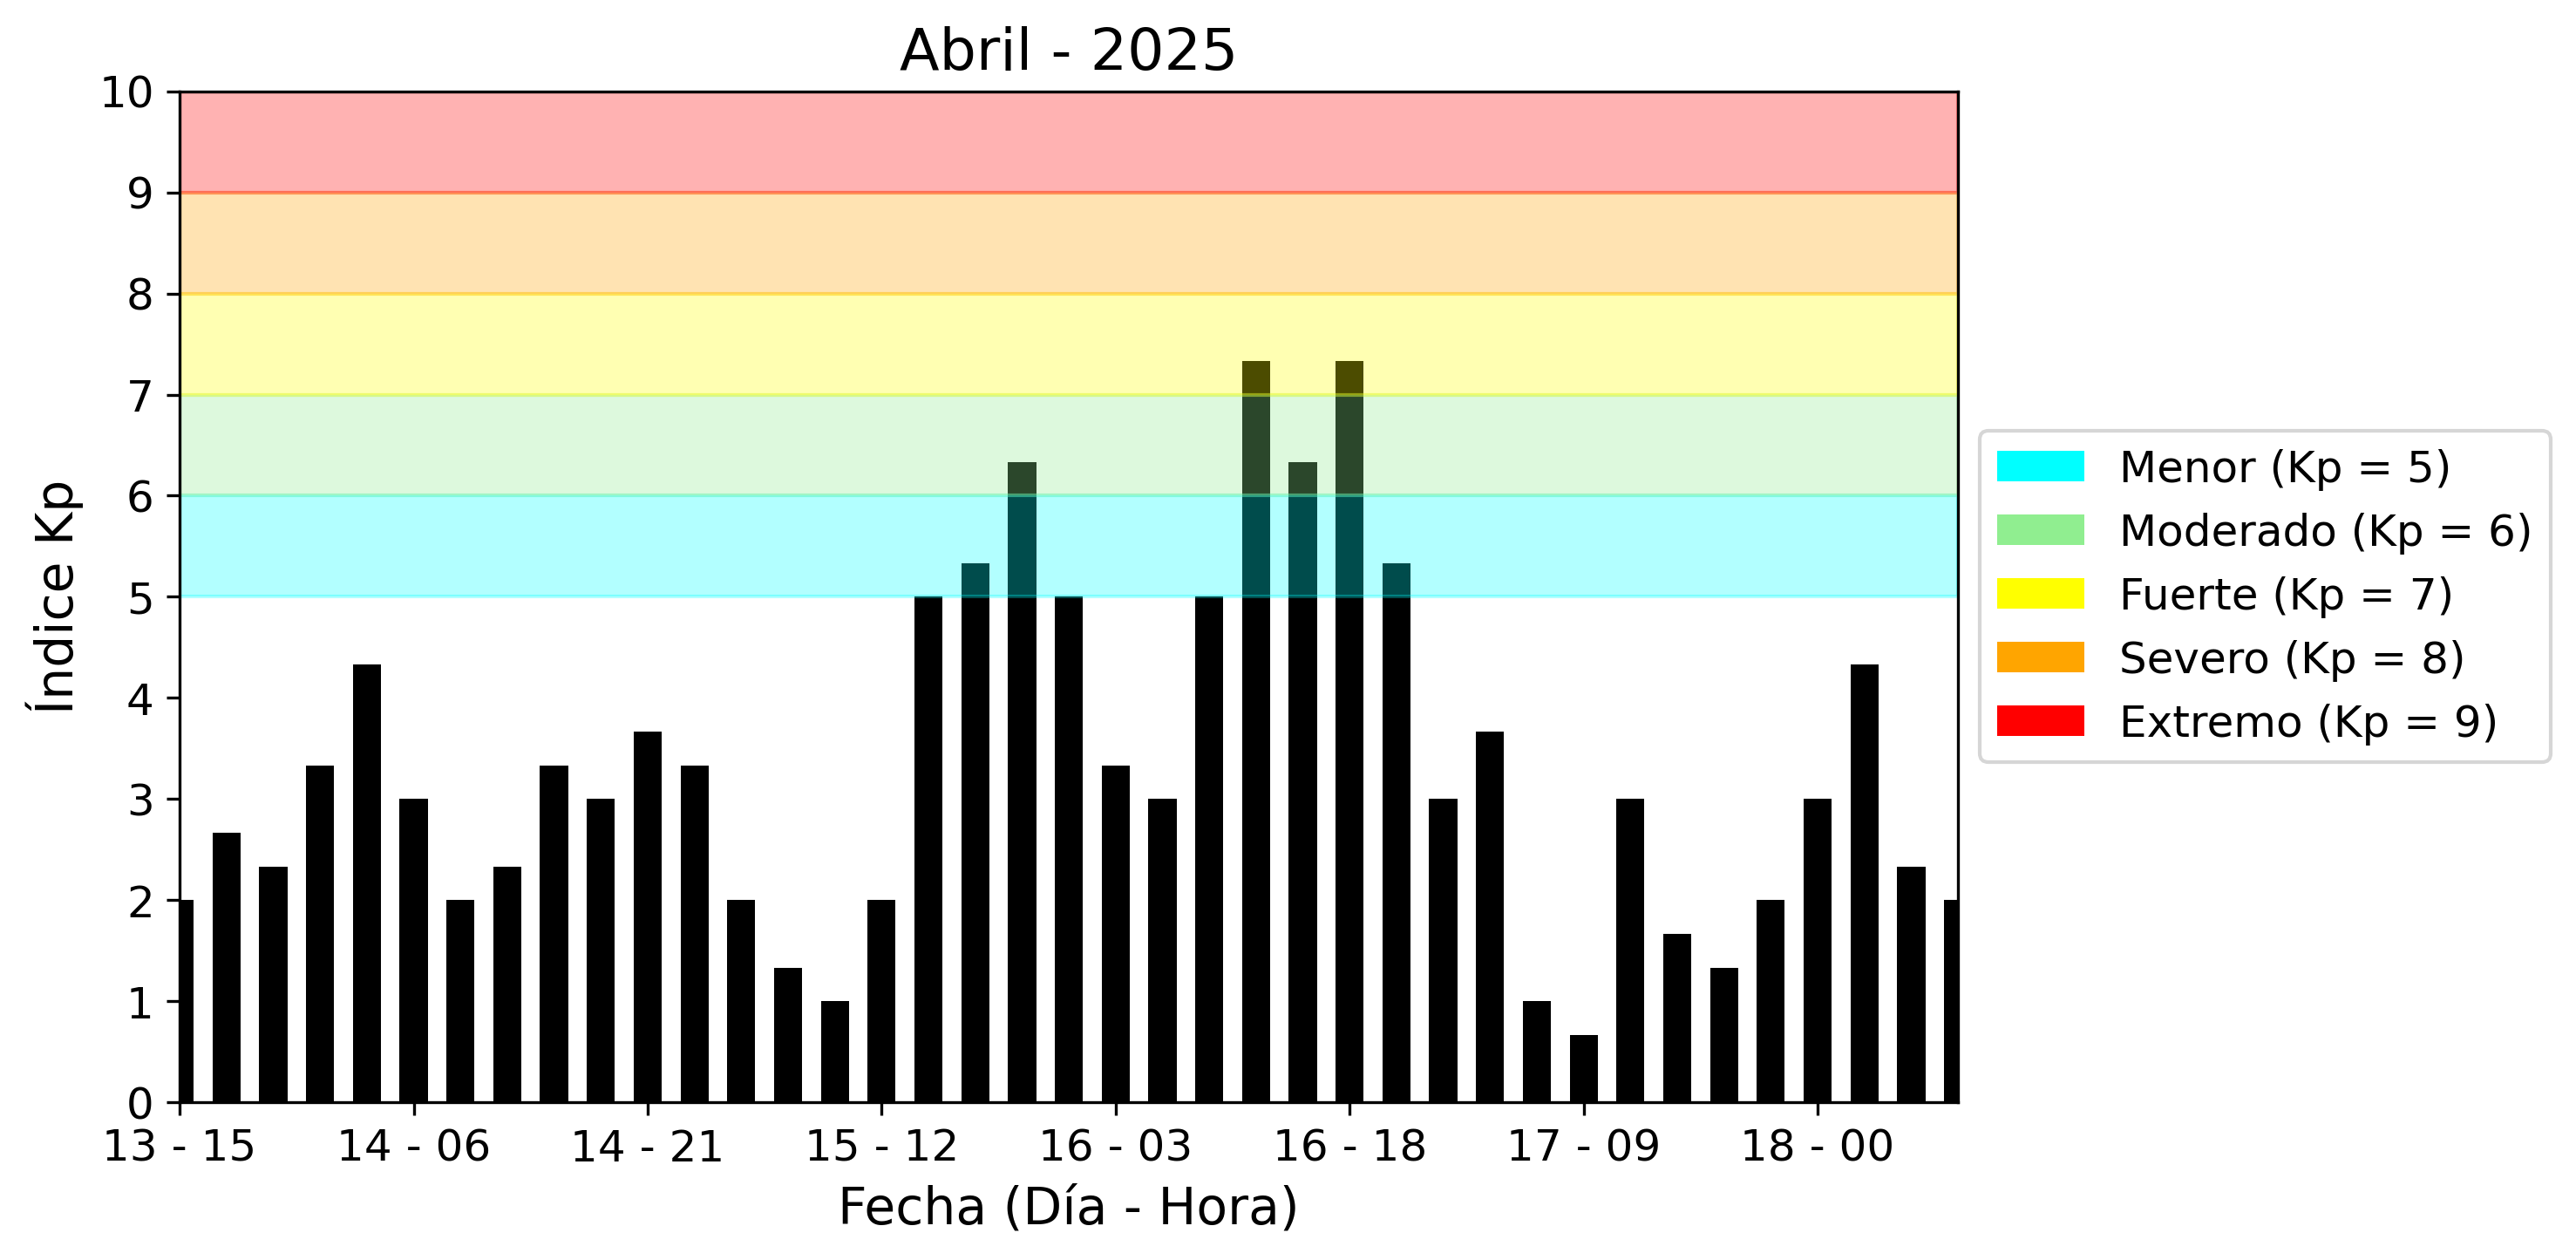 Abril - 2025
10
9
8
7
6
5
4
3
2
1
0
Índice Kp
13 - 15
14 - 06
14 - 21
15 - 12
16 - 03
16 - 18
17 - 09
18 - 00
Fecha (Día - Hora)
Menor (Kp = 5)
Moderado (Kp = 6)
Fuerte (Kp = 7)
Severo (Kp = 8)
Extremo (Kp = 9)